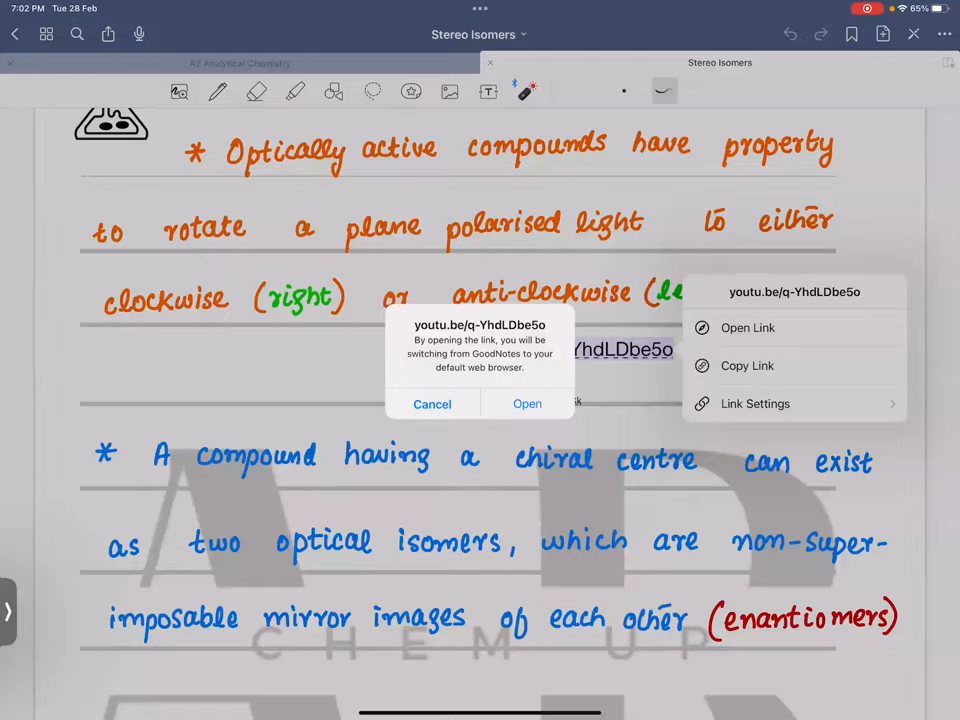 7:02 PM Tue 28 Feb
65%
Stereo Isomers
A2 Analytical Chemistry
Stereo Isomers
* Optically active compounds have property
to rotate a plane polarised light to either
clockwise (right) or anti-clockwise (le
youtu.be/q-YhdLDbe5o
Open Link
Copy Link
Link Settings
youtu.be/q-YhdLDbe5o
By opening the link, you will be
switching from GoodNotes to your
default web browser.
Cancel
Open
YhdLDbe5o
* A compound having a chiral centre can exist
as two optical isomers, which are non-super-
imposable mirror images of each other (enantiomers)
CHEM UP